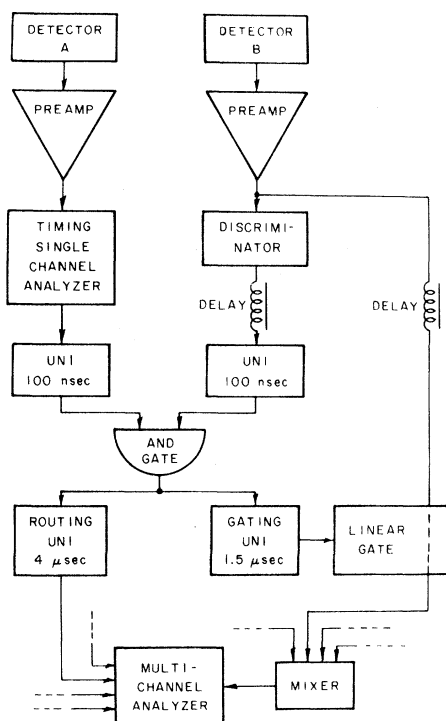 DETECTOR
A
DETECTOR
B
PREAMP
PREAMP
TIMING
SINGLE
CHANNEL
ANALYZER
DISCRIMI-
NATOR
DELAY
DELAY
UNI
100 nsec
UNI
100 nsec
AND
GATE
ROUTING
UNI
4 μsec
GATING
UNI
1.5 μsec
LINEAR
GATE
MULTI-
CHANNEL
ANALYZER
MIXER